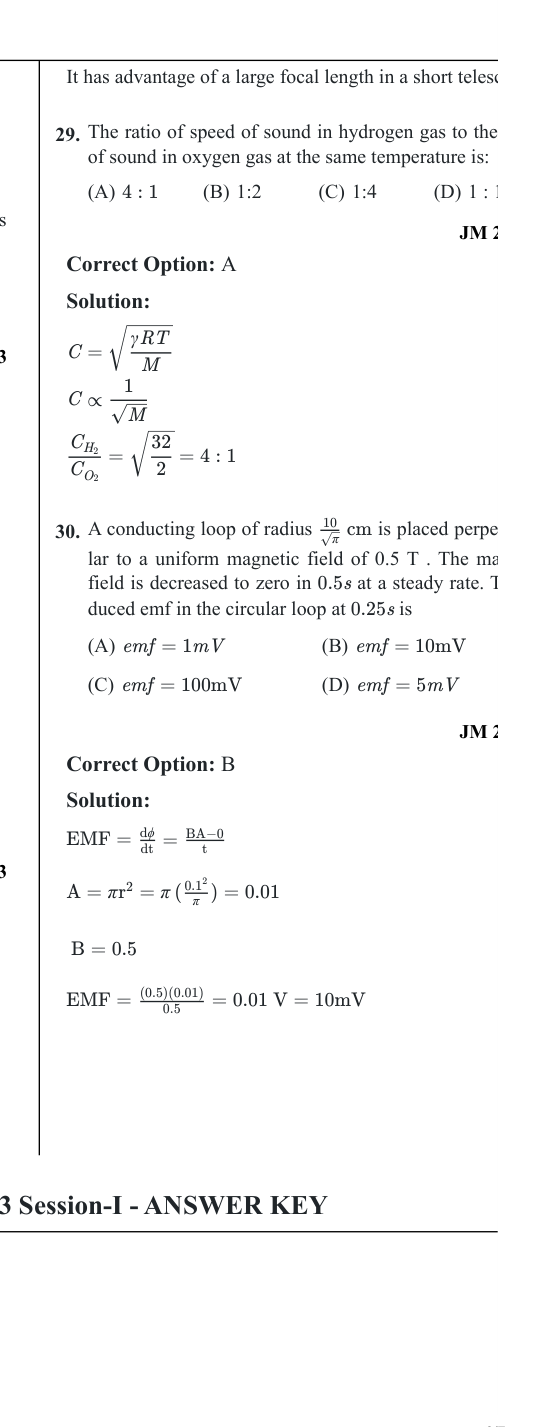 It has advantage of a large focal length in a short
29. The ratio of speed of sound in hydrogen gas to the
of sound in oxygen gas at the same temperature is:
(A) 4 : 1 (B) 1:2 (C) 1:4 (D) 1 :
s
JM 2
Correct Option: A
Solution:
3
C = √(γRT/M)
C ∝ 1/√M
C_{H₂}/C_{O₂} = √(32/2) = 4 : 1
30. A conducting loop of radius 10/√π cm is placed perpe
lar to a uniform magnetic field of 0.5 T . The ma
field is decreased to zero in 0.5s at a steady rate. T
duced emf in the circular loop at 0.25s is
(A) emf = 1mV (B) emf = 10mV
(C) emf = 100mV (D) emf = 5mV
JM 2
Correct Option: B
Solution:
EMF = dϕ/dt = BA−0/t
3
A = πr² = π(0.1²/π) = 0.01
B = 0.5
EMF = (0.5)(0.01)/0.5 = 0.01 V = 10mV
3 Session-I - ANSWER KEY